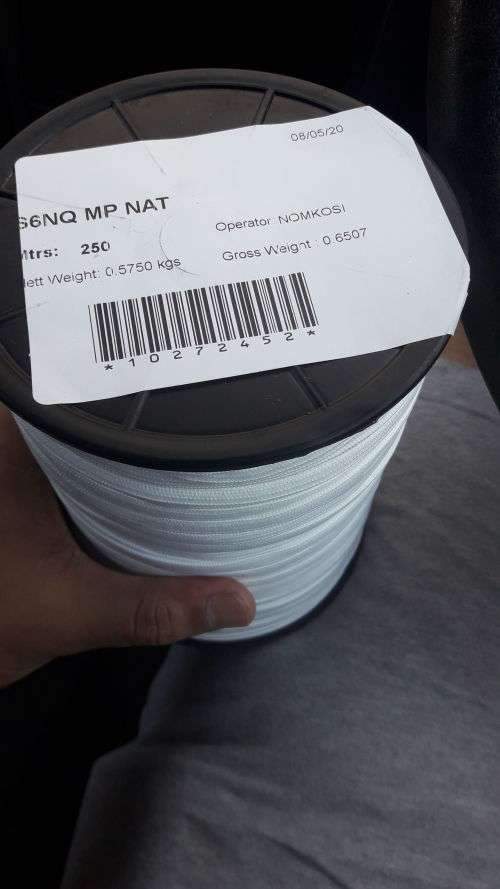 08/05/20
S6NQ MP NAT
Operator: NOMKOSI
Mtrs: 250
Gross Weight : 0.6507
Nett Weight: 0.5750 kgs
*10272452*